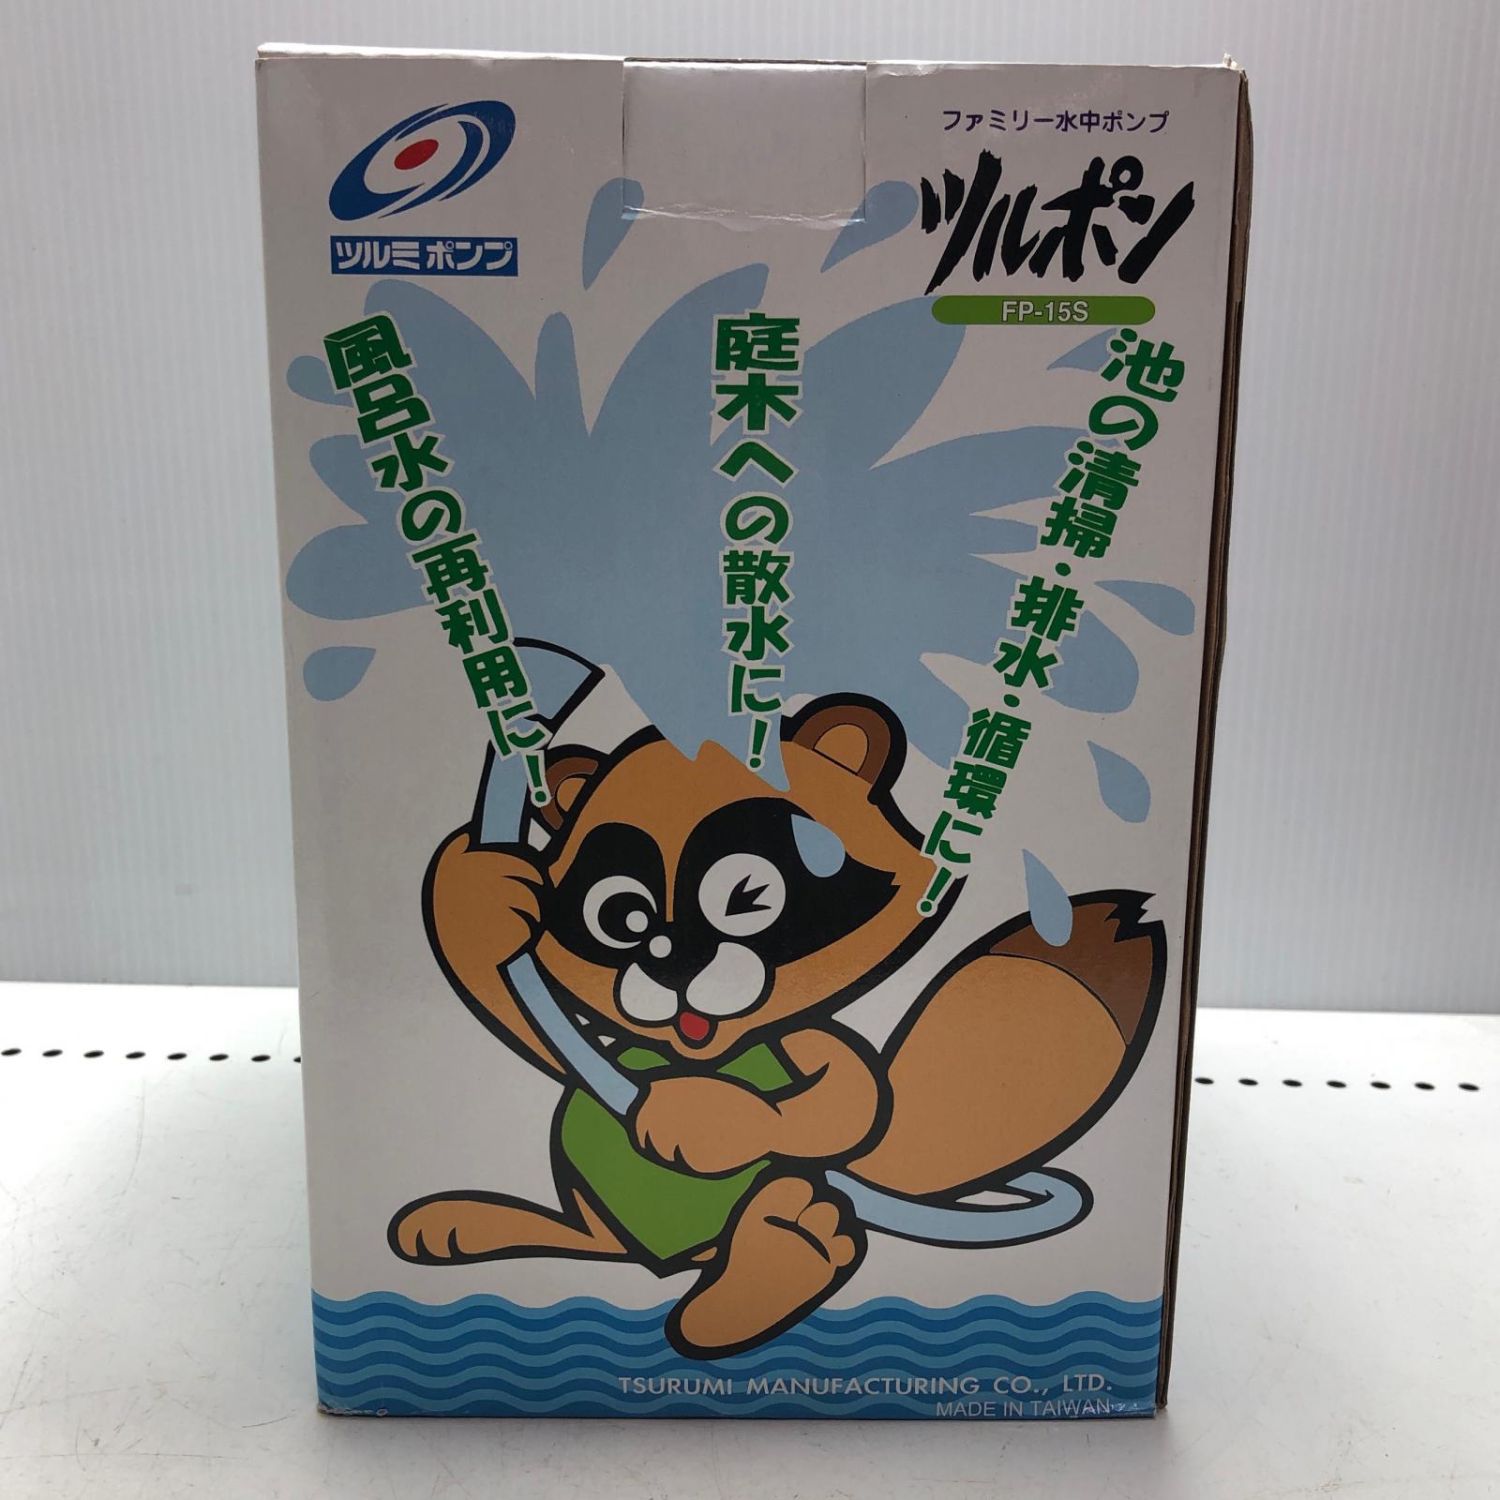 ツルミポンプ
ファミリー水中ポンプ
ツルポン
FP-15S
風呂水の再利用に!
庭木への散水に!
池の清掃・排水・循環に!
TSURUMI MANUFACTURING CO., LTD.
MADE IN TAIWAN